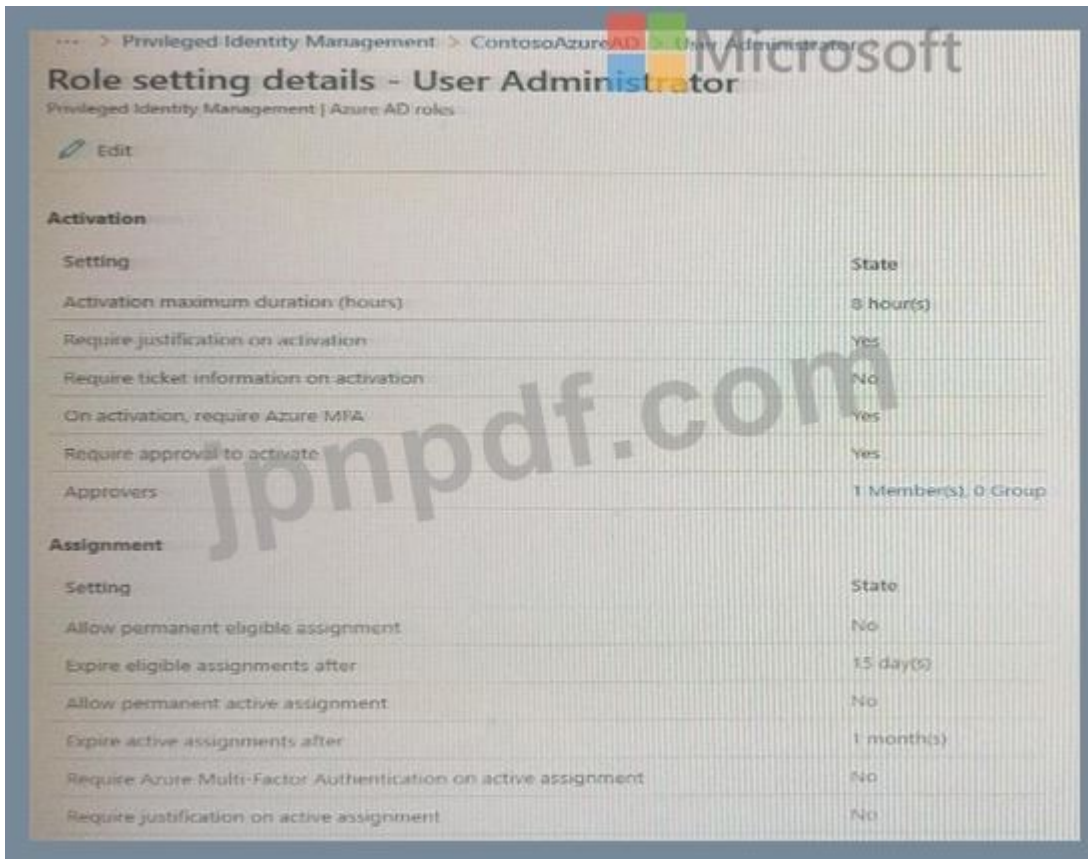 Microsoft
... > Privileged Identity Management > ContosoAzureAD > User Administrator
Role setting details - User Administrator
Privileged Identity Management | Azure AD roles
Edit
Activation
Setting State
Activation maximum duration (hours) 8 hour(s)
Require justification on activation Yes
Require ticket information on activation No
On activation, require Azure MFA Yes
Require approval to activate Yes
Approvers 1 Member(s), 0 Group
jpnpdf.com
Assignment
Setting State
Allow permanent eligible assignment No
Expire eligible assignments after 15 day(s)
Allow permanent active assignment No
Expire active assignments after 1 month(s)
Require Azure Multi-Factor Authentication on active assignment No
Require justification on active assignment No